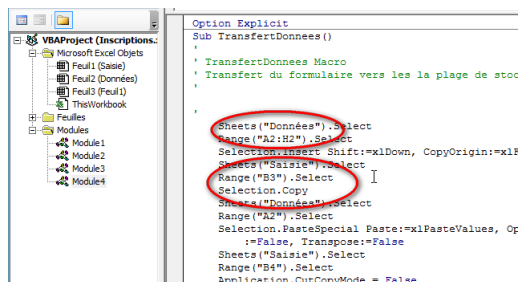 VBAProject (Inscriptions.:
Microsoft Excel Objets
Feuil1 (Saisie)
Feuil2 (Données)
Feuil3 (Feuil1)
ThisWorkbook
Feuilles
Modules
Module1
Module2
Module3
Module4
Option Explicit
Sub TransfertDonnees()
'
' TransfertDonnees Macro
' Transfert du formulaire vers les la plage de stoc
'
'
Sheets("Données").Select
Range("A2:H2").Select
Selection.Insert Shift:=xlDown, CopyOrigin:=xlF
Sheets("Saisie").Select
Range("B3").Select
Selection.Copy
Sheets("Données").Select
Range("A2").Select
Selection.PasteSpecial Paste:=xlPasteValues, Op
:=False, Transpose:=False
Sheets("Saisie").Select
Range("B4").Select
Application.CutCopyMode = False